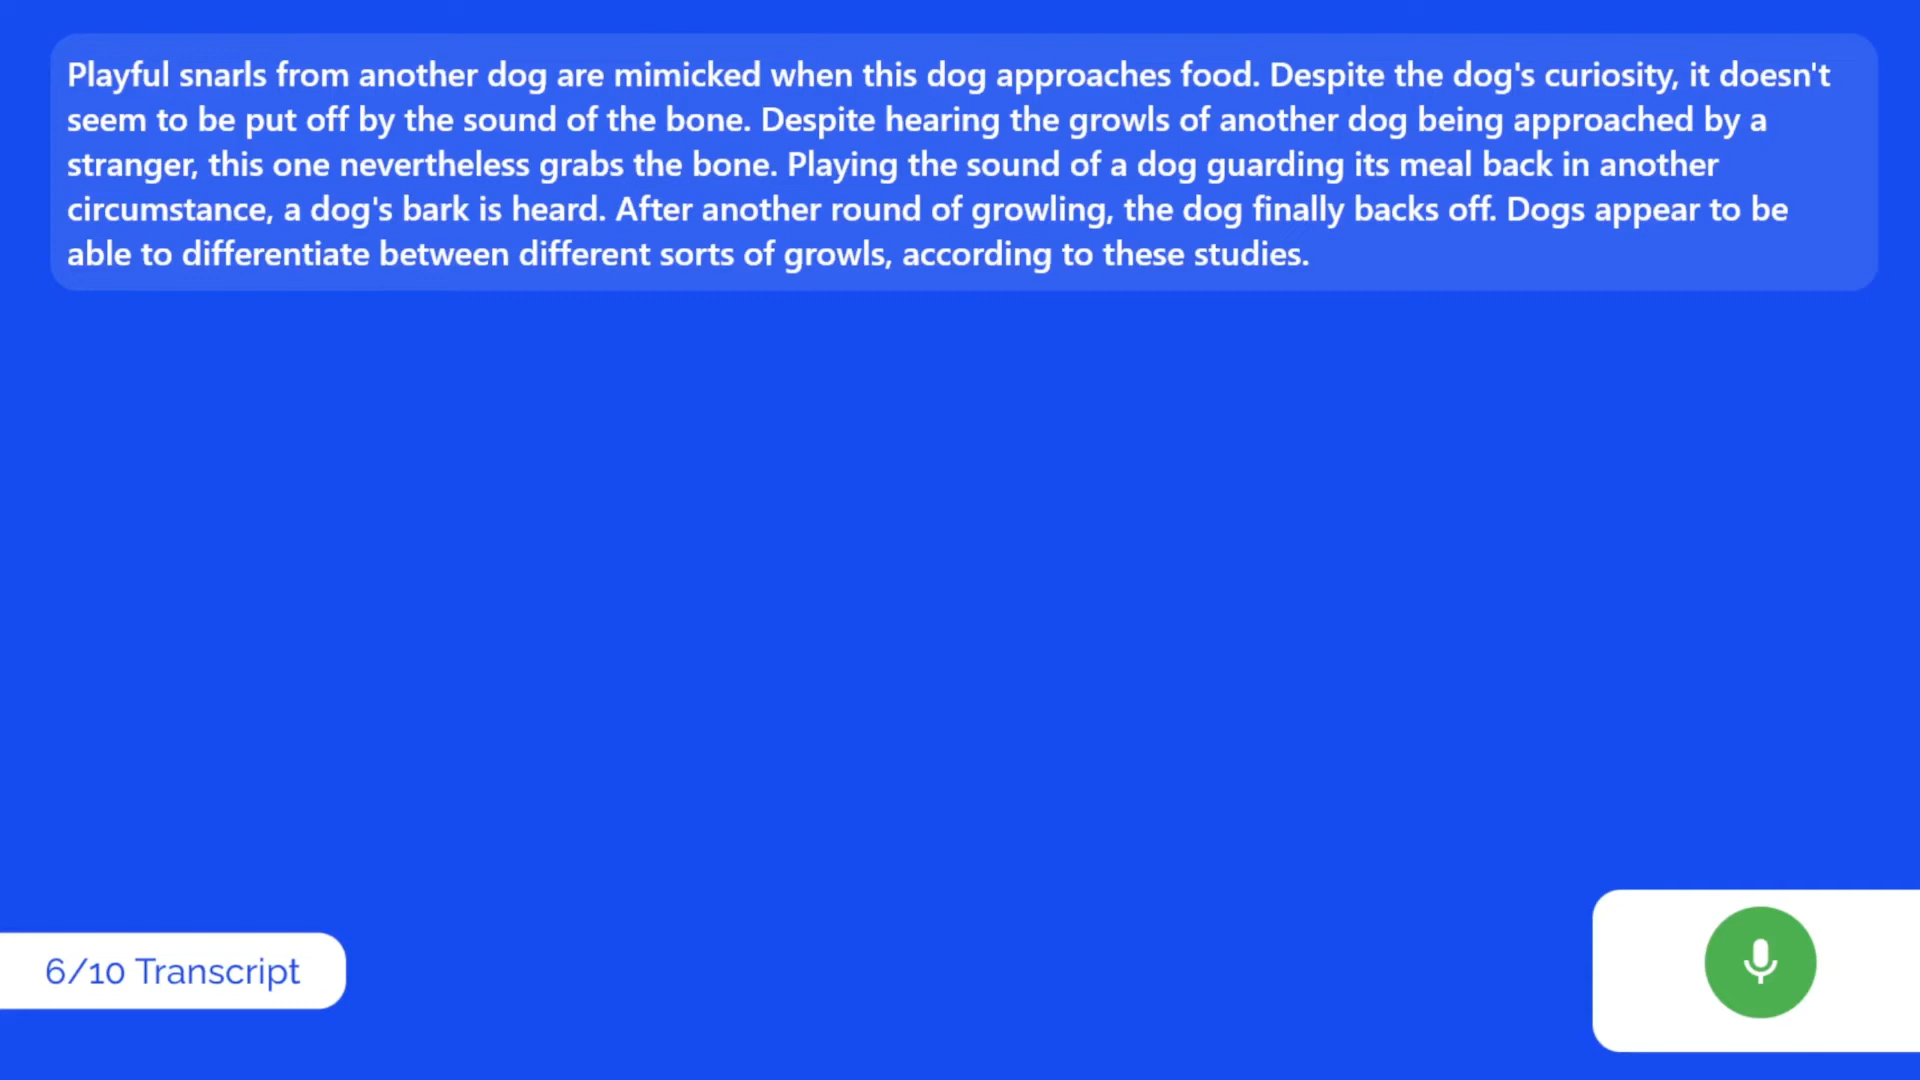 Playful snarls from another dog are mimicked when this dog approaches food. Despite the dog's curiosity, it doesn't
seem to be put off by the sound of the bone. Despite hearing the growls of another dog being approached by a
stranger, this one nevertheless grabs the bone. Playing the sound of a dog guarding its meal back in another
circumstance, a dog's bark is heard. After another round of growling, the dog finally backs off. Dogs appear to be
able to differentiate between different sorts of growls, according to these studies.
6/10 Transcript